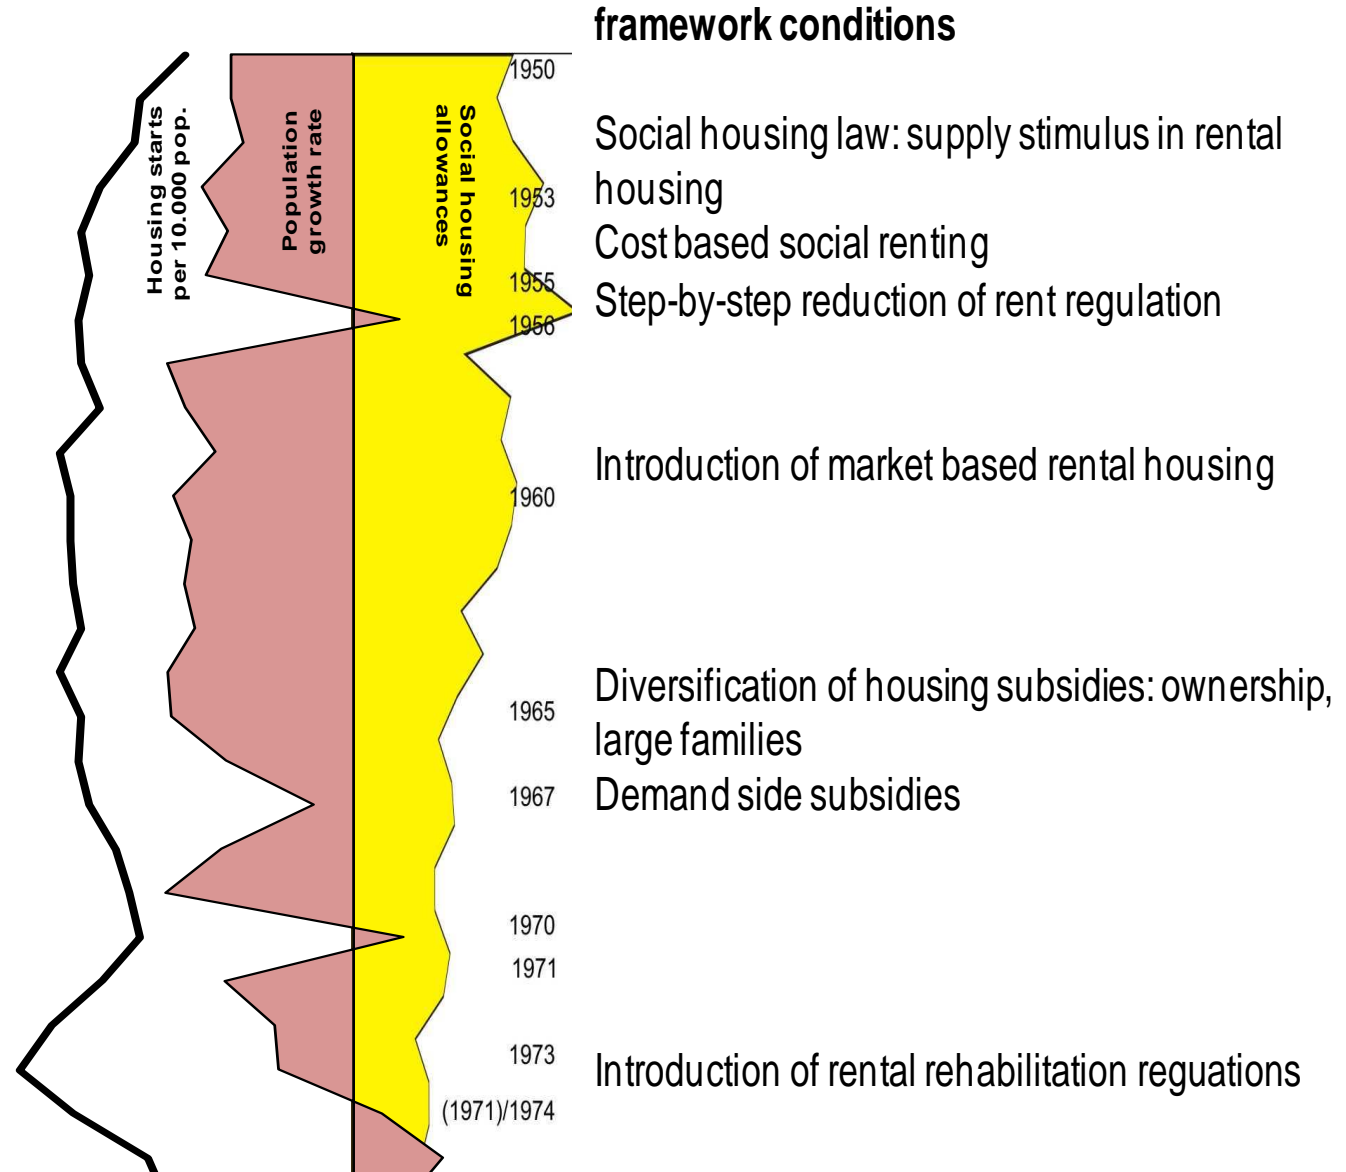 framework conditions
1950
Housing starts
per 10.000 pop.
Population
growth rate
Social housing
allowances
Social housing law: supply stimulus in rental
housing
1953
Cost based social renting
1955
Step-by-step reduction of rent regulation
1956
Introduction of market based rental housing
1960
Diversification of housing subsidies: ownership,
1965
large families
1967
Demand side subsidies
1970
1971
1973
Introduction of rental rehabilitation reguations
(1971)/1974